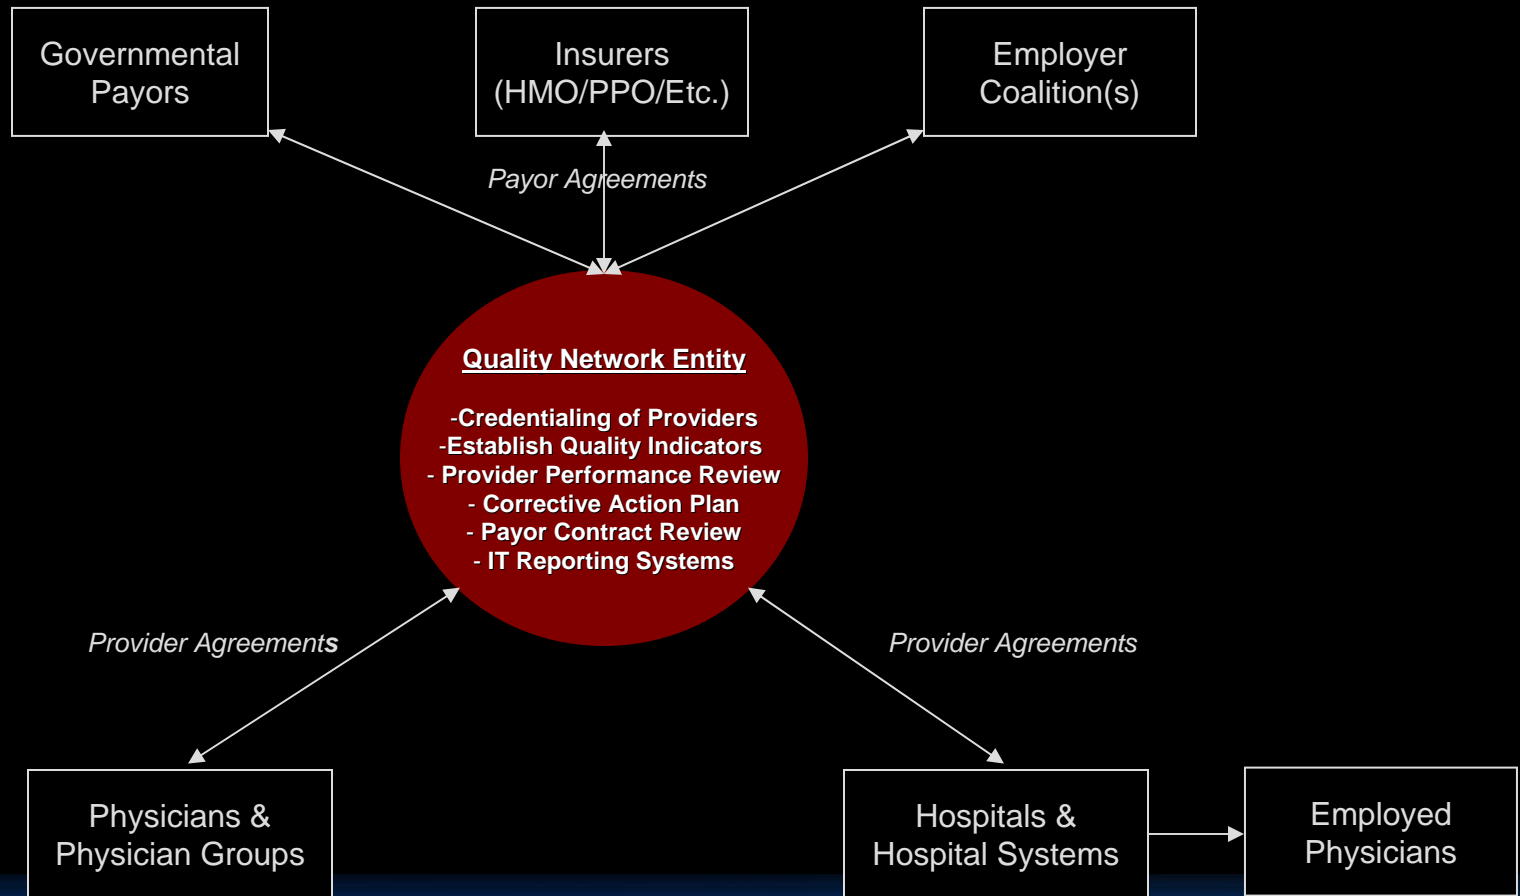 Governmental
Payors
Insurers
(HMO/PPO/Etc.)
Employer
Coalition(s)
Payor Agreements
Quality Network Entity
-Credentialing of Providers
-Establish Quality Indicators
- Provider Performance Review
- Corrective Action Plan
- Payor Contract Review
- IT Reporting Systems
Provider Agreements
Provider Agreements
Physicians &
Physician Groups
Hospitals &
Hospital Systems
Employed
Physicians